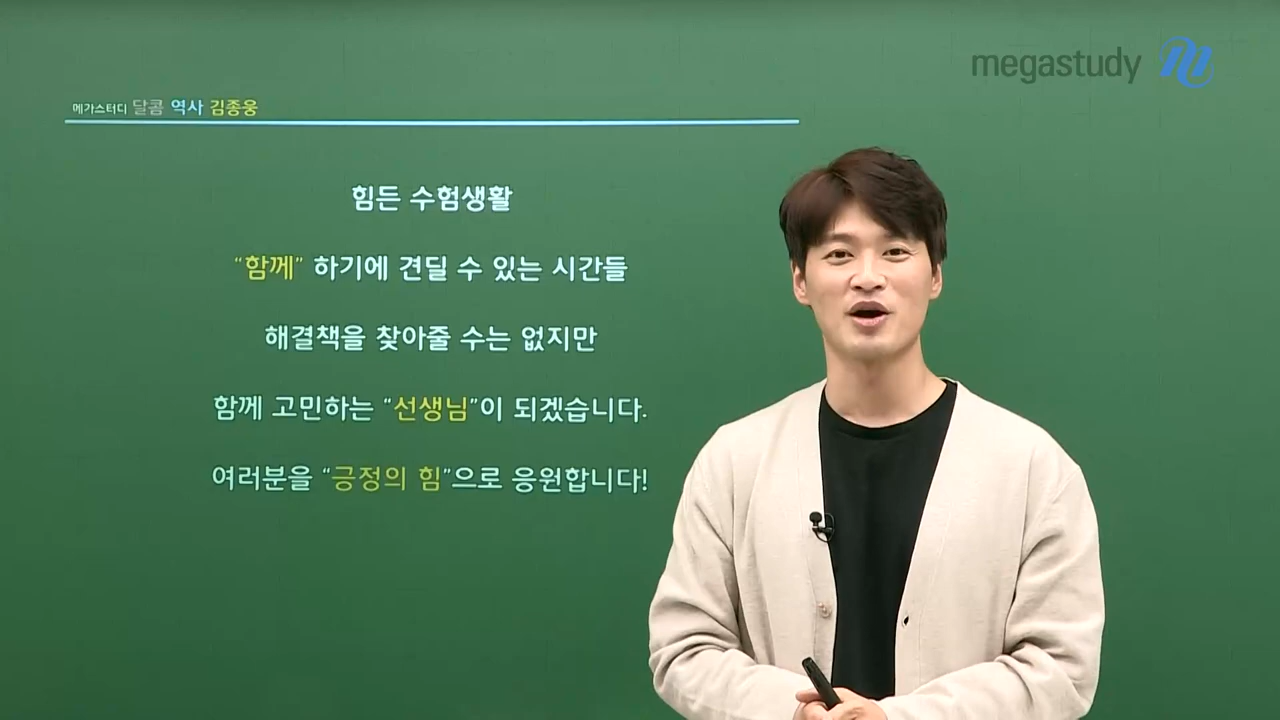 megastudy
메가스터디 달콤 역사 김종웅
힘든 수험생활
“함께” 하기에 견딜 수 있는 시간들
해결책을 찾아줄 수는 없지만
함께 고민하는 “선생님”이 되겠습니다.
여러분을 “긍정의 힘”으로 응원합니다!